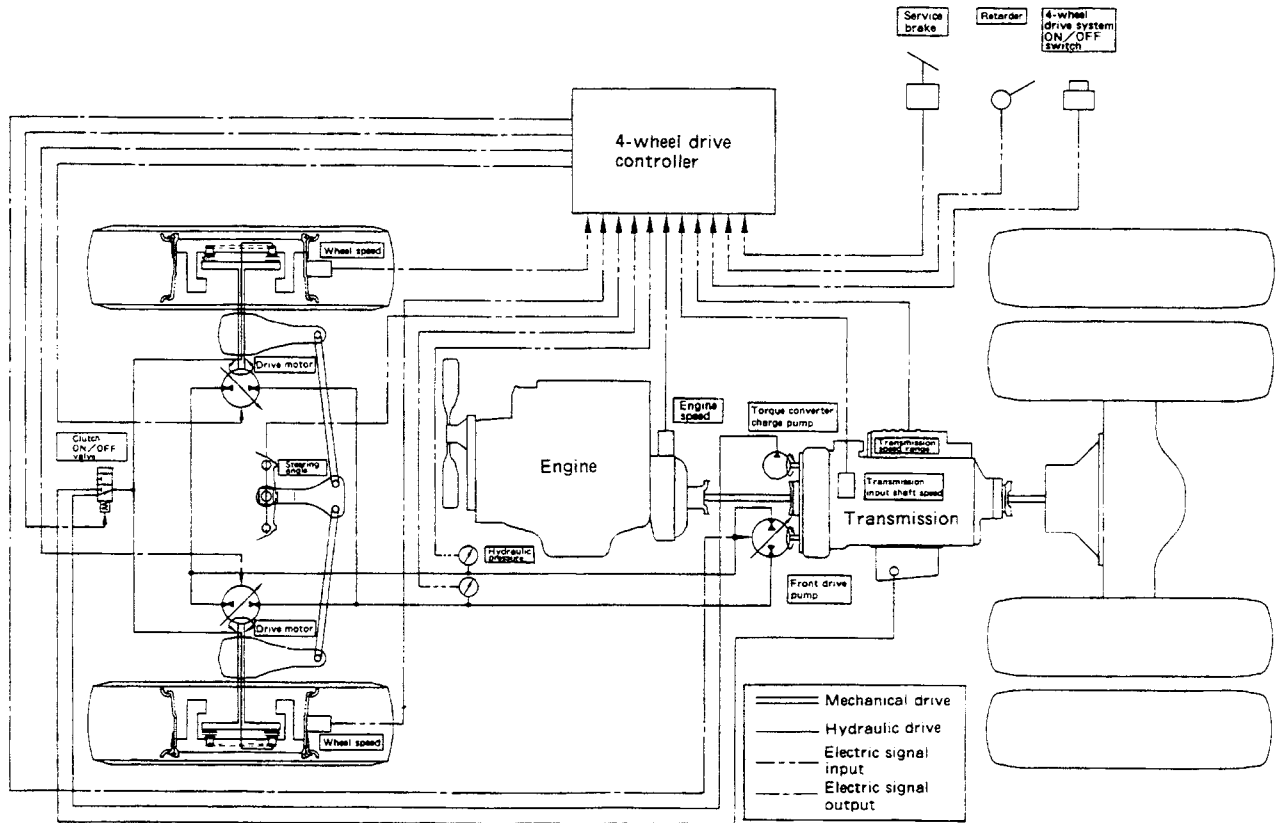 Service
brake
Retarder
4-wheel
drive system
ON/OFF
switch
4-wheel drive
controller
Wheel speed
Drive motor
Clutch
ON/OFF
valve
Steering
angle
Engine
speed
Torque converter
charge pump
Transmission
speed range
Engine
Transmission
input shaft speed
Transmission
Hydraulic
pressure
Front drive
pump
Drive motor
Wheel speed
Mechanical drive
Hydraulic drive
Electric signal
input
Electric signal
output